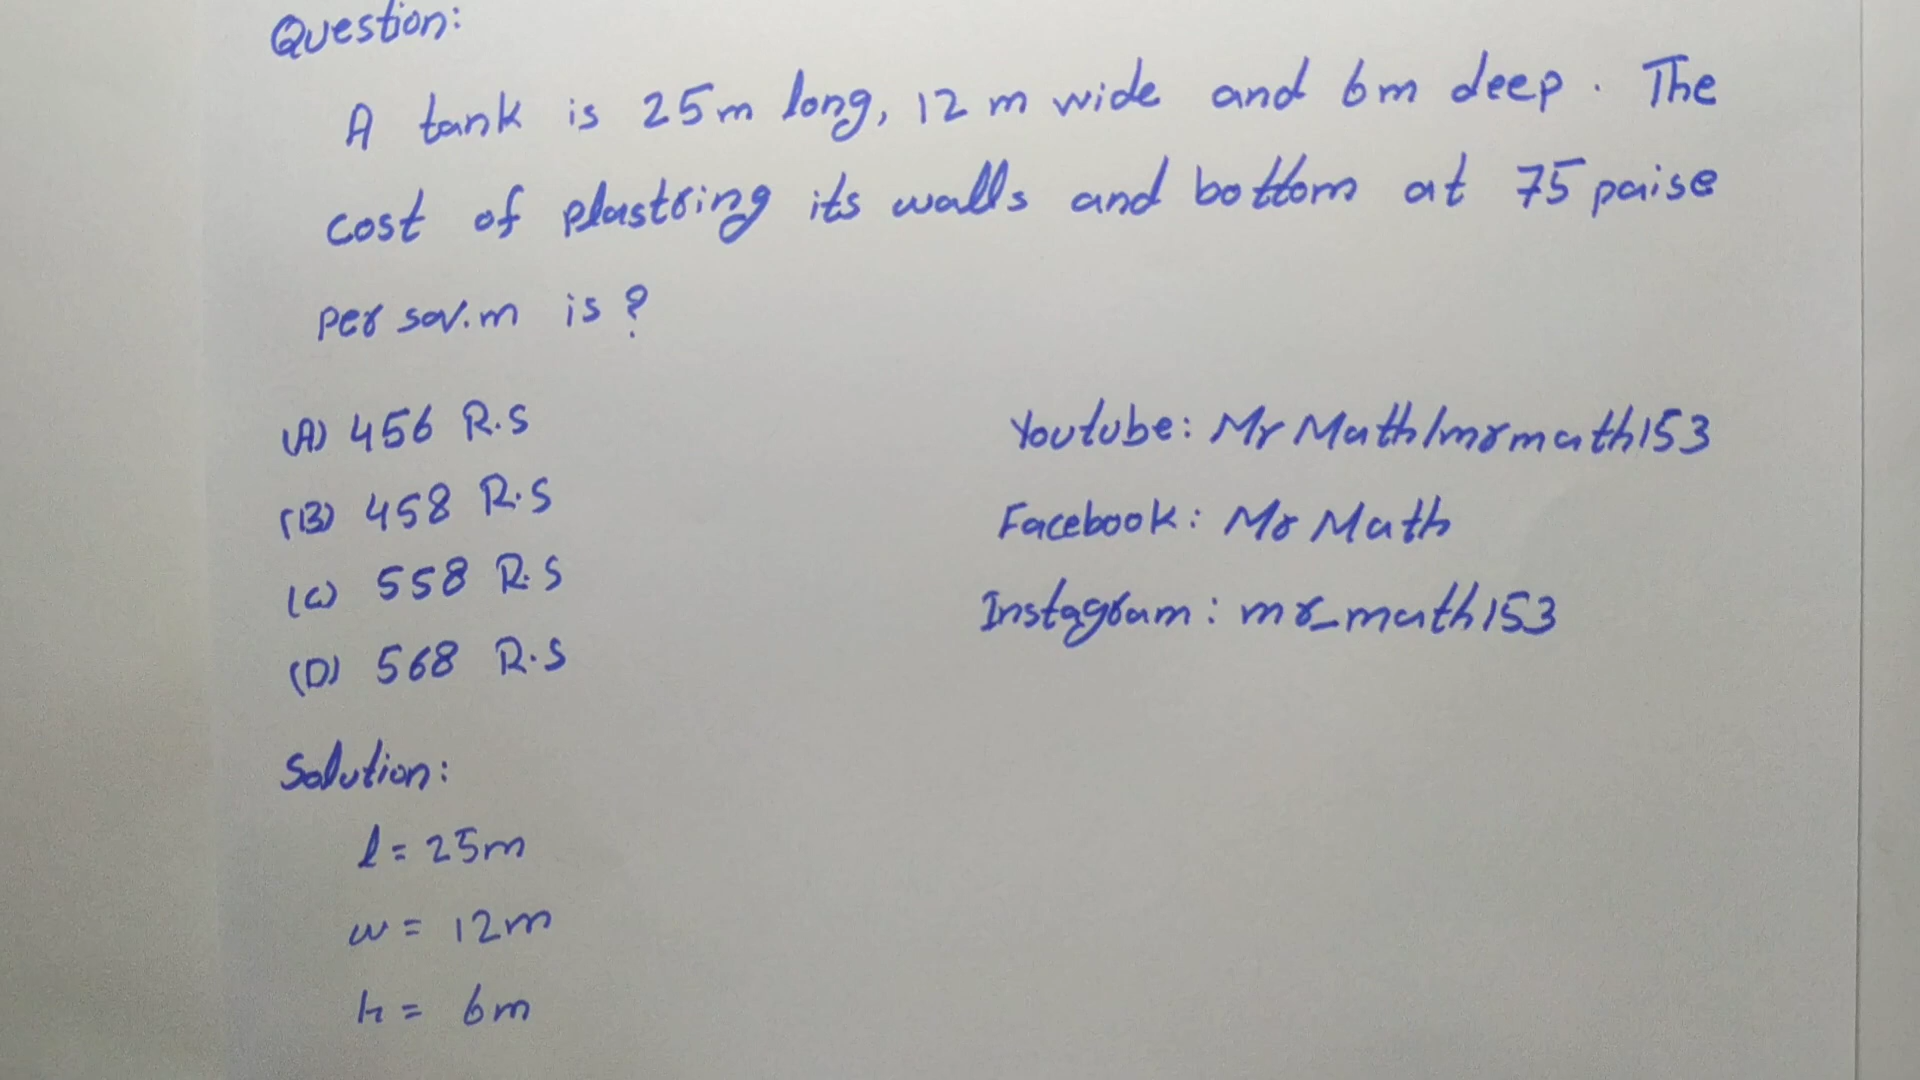 Question:
A tank is 25m long, 12 m wide and 6m deep. The
cost of plastring its walls and bottom at 75 paise
per sqr.m is?
(A) 456 R.S
(B) 458 R.S
(C) 558 R.S
(D) 568 R.S
Youtube: Mr Math/mrmath153
Facebook: Mr Math
Instagram: mr_math153
Solution:
l = 25m
w = 12m
h = 6m